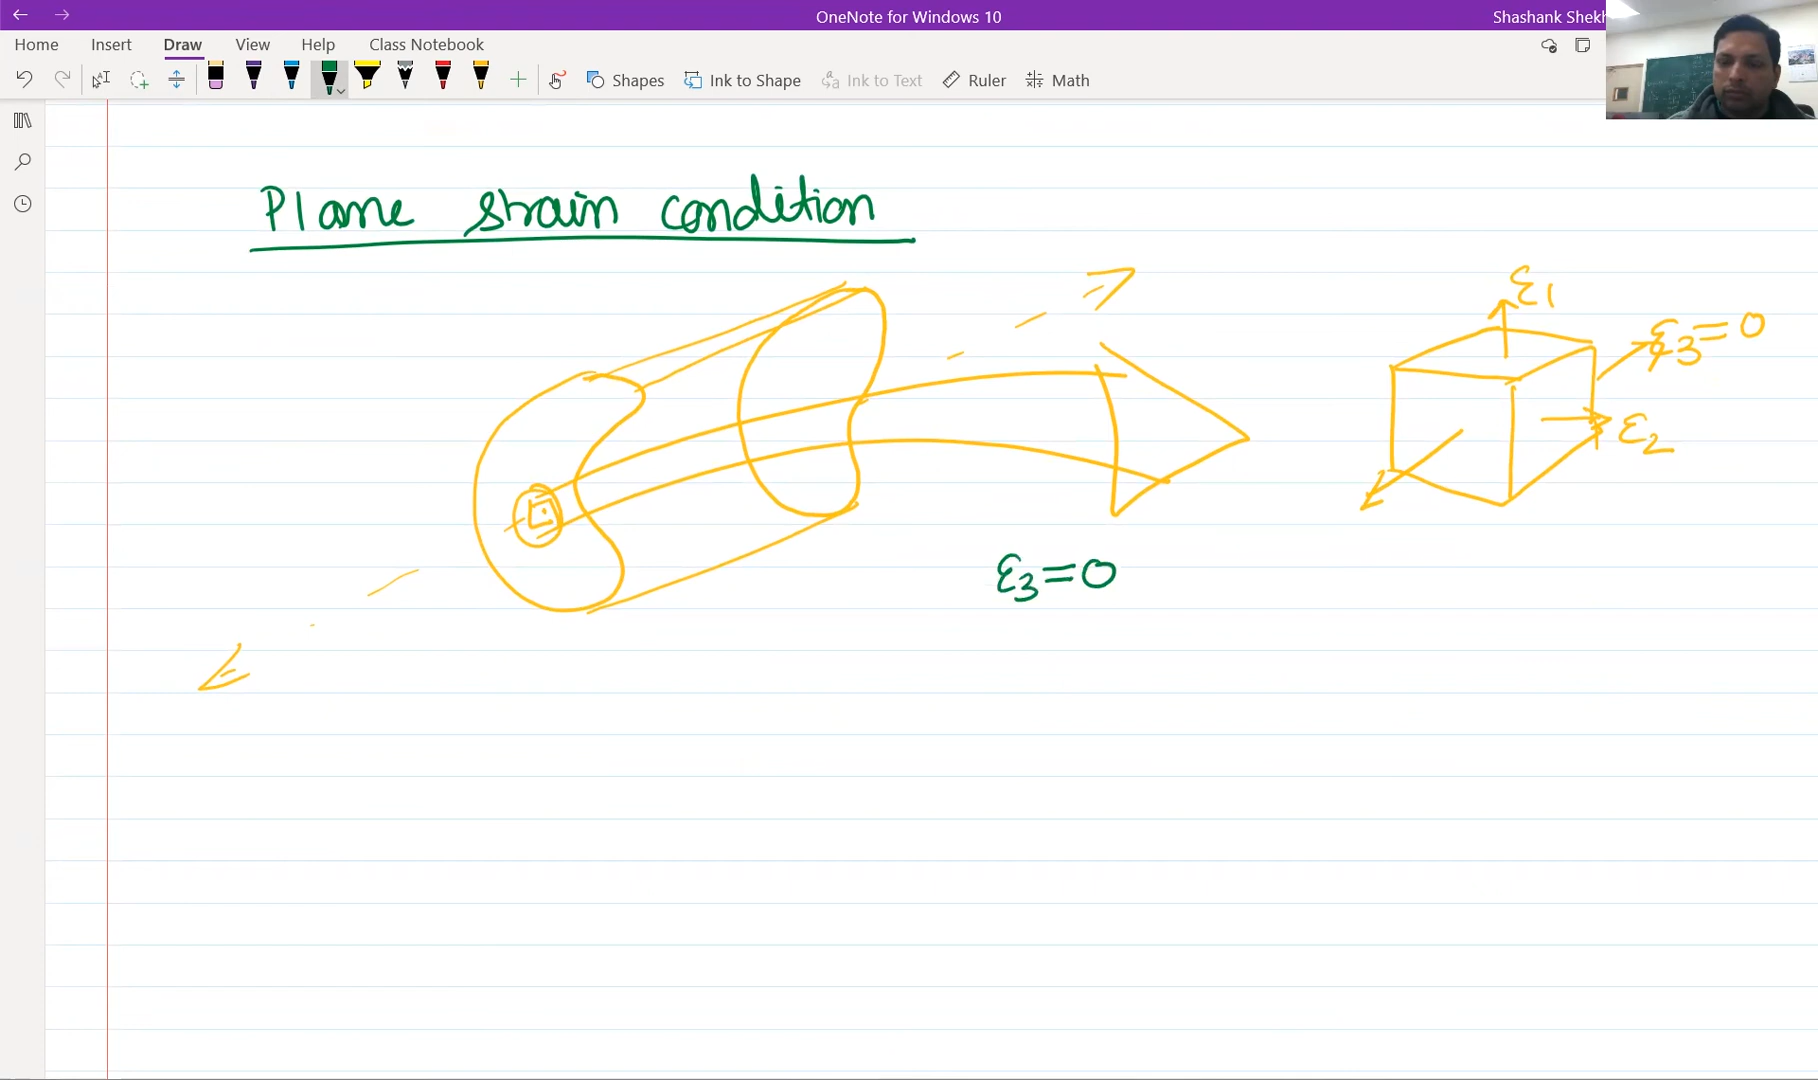 OneNote for Windows 10
Shashank Shekh
Home Insert Draw View Help Class Notebook
Shapes Ink to Shape Ink to Text Ruler Math
Plane strain condition
ε1
ε3=0
ε2
ε3=0